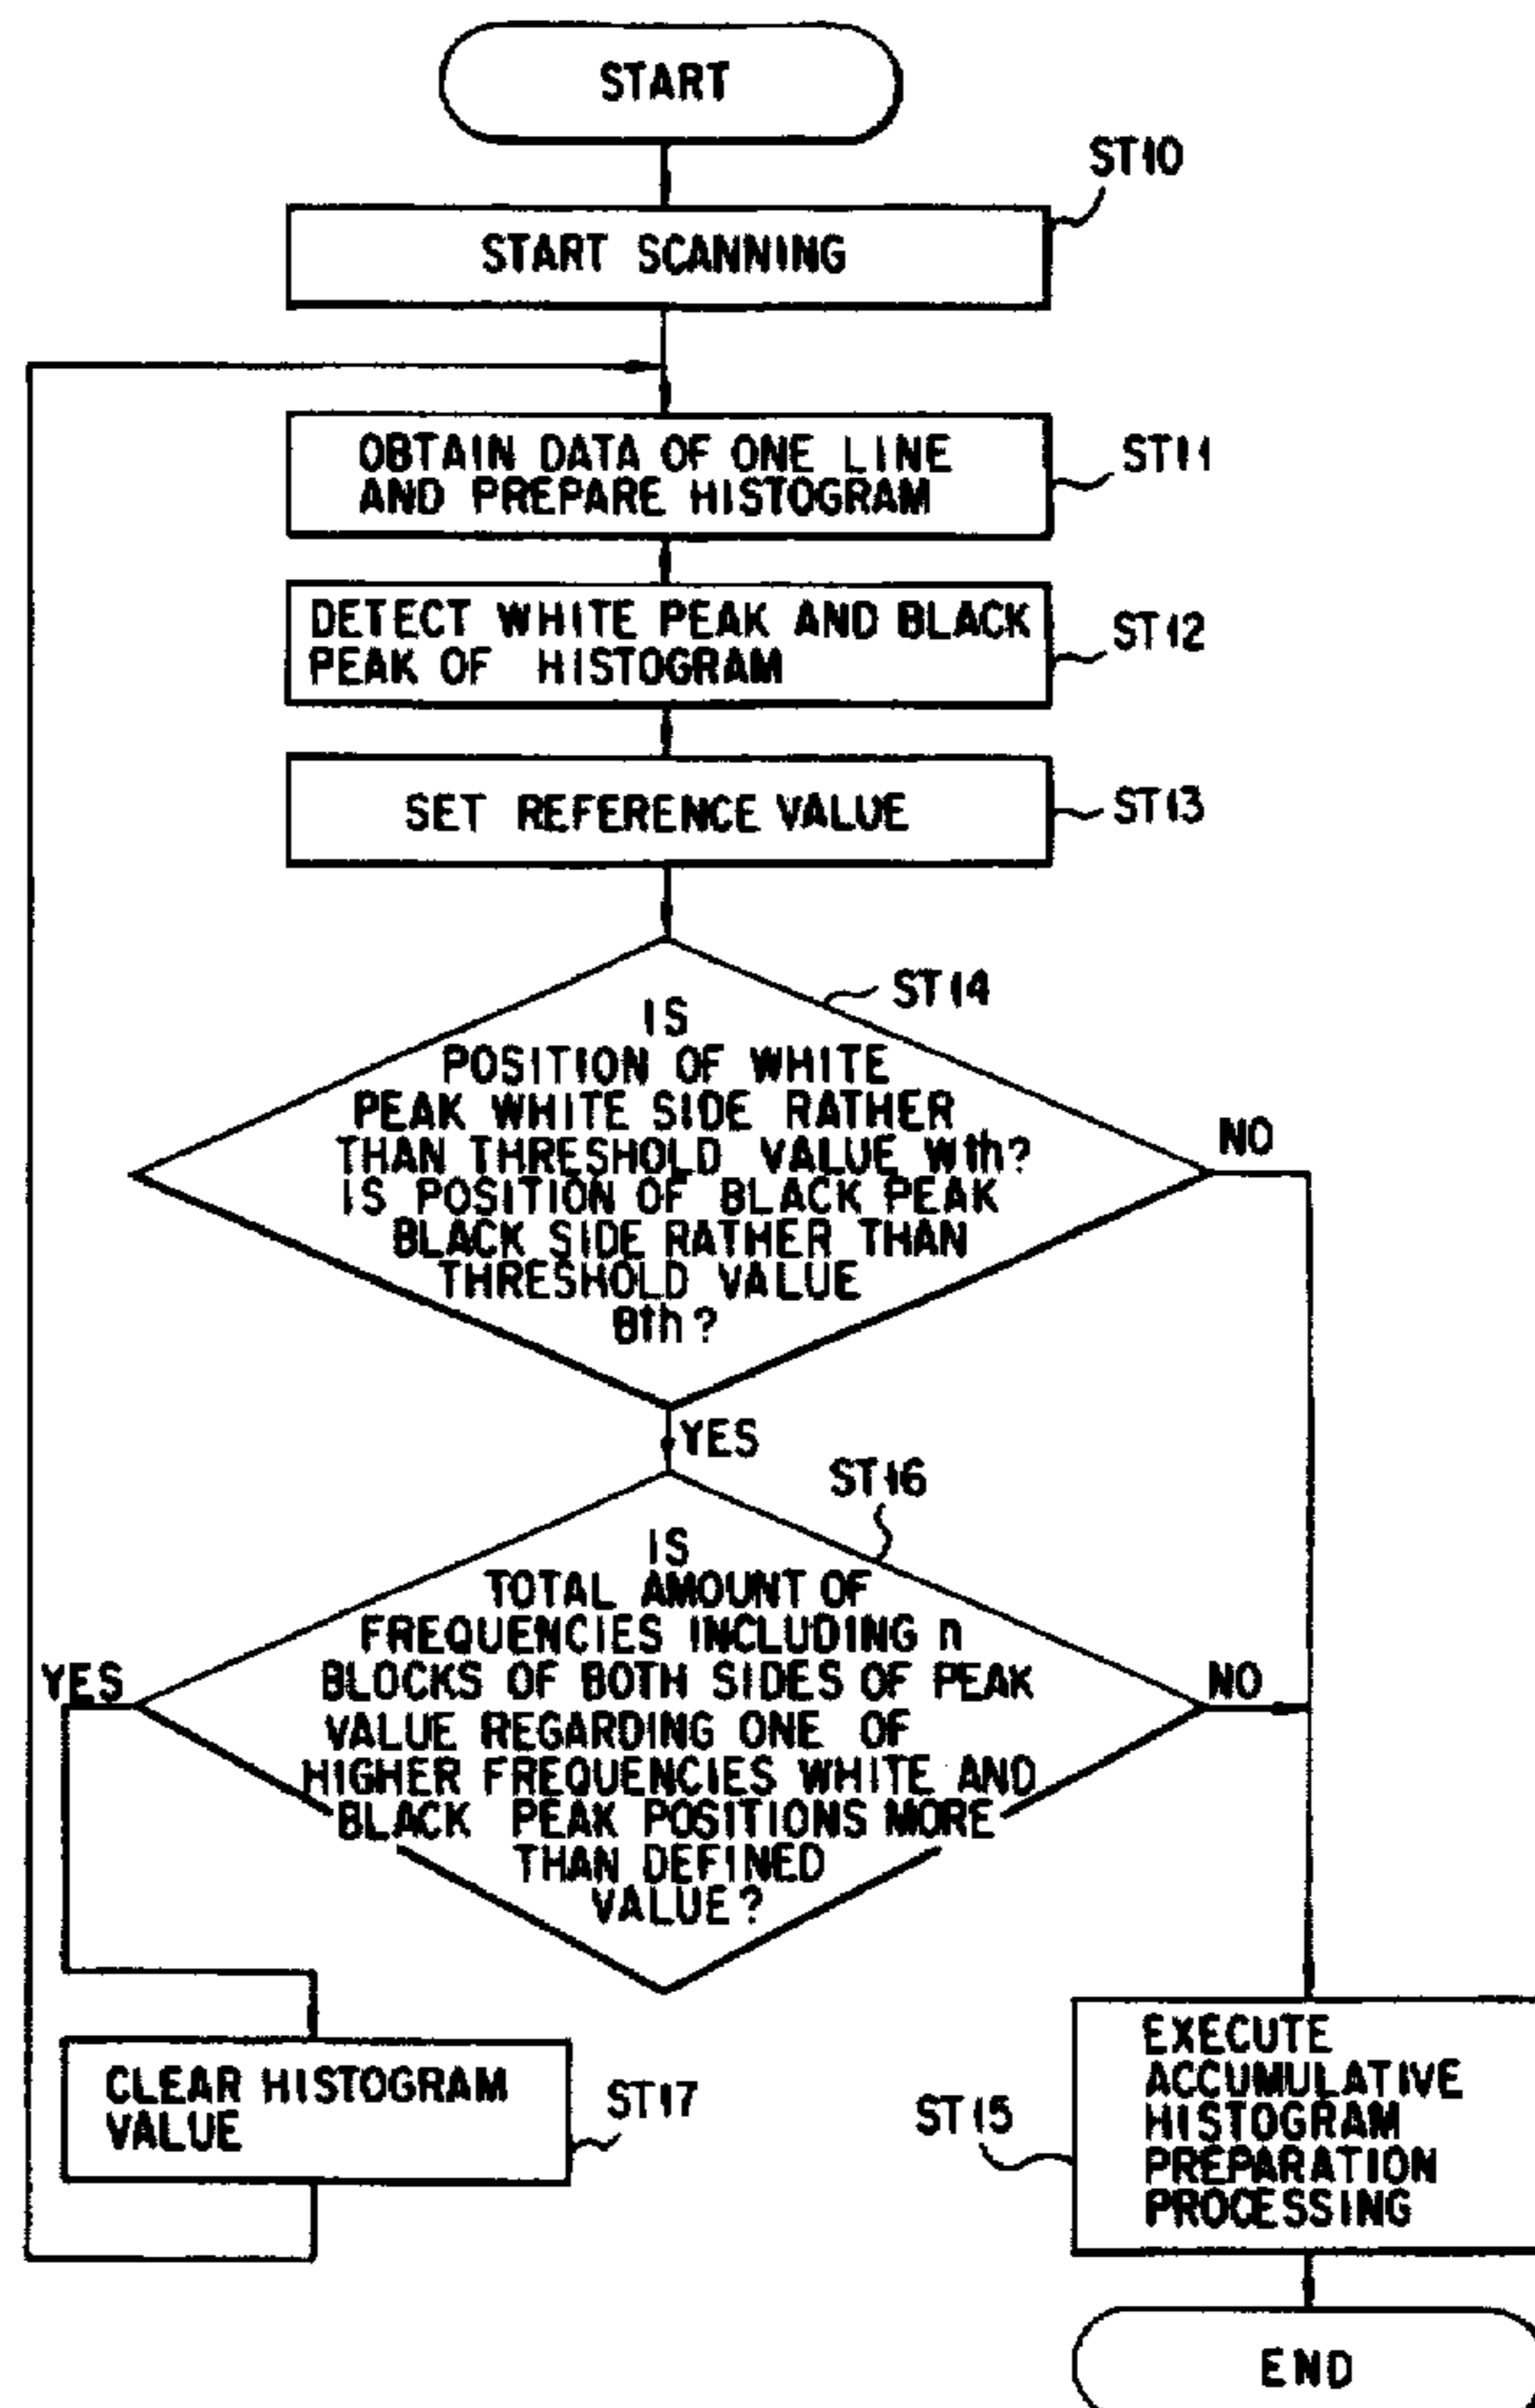 START
ST10
START SCANNING
OBTAIN DATA OF ONE LINE
AND PREPARE HISTOGRAM
ST11
DETECT WHITE PEAK AND BLACK
PEAK OF HISTOGRAM
ST12
SET REFERENCE VALUE
ST13
ST14
IS
POSITION OF WHITE
PEAK WHITE SIDE RATHER
THAN THRESHOLD VALUE Wth?
IS POSITION OF BLACK PEAK
BLACK SIDE RATHER THAN
THRESHOLD VALUE
Bth?
NO
YES
ST16
IS
TOTAL AMOUNT OF
FREQUENCIES INCLUDING n
BLOCKS OF BOTH SIDES OF PEAK
VALUE REGARDING ONE OF
HIGHER FREQUENCIES WHITE AND
BLACK PEAK POSITIONS MORE
THAN DEFINED
VALUE?
YES
NO
CLEAR HISTOGRAM
VALUE
ST17
ST15
EXECUTE
ACCUMULATIVE
HISTOGRAM
PREPARATION
PROCESSING
END